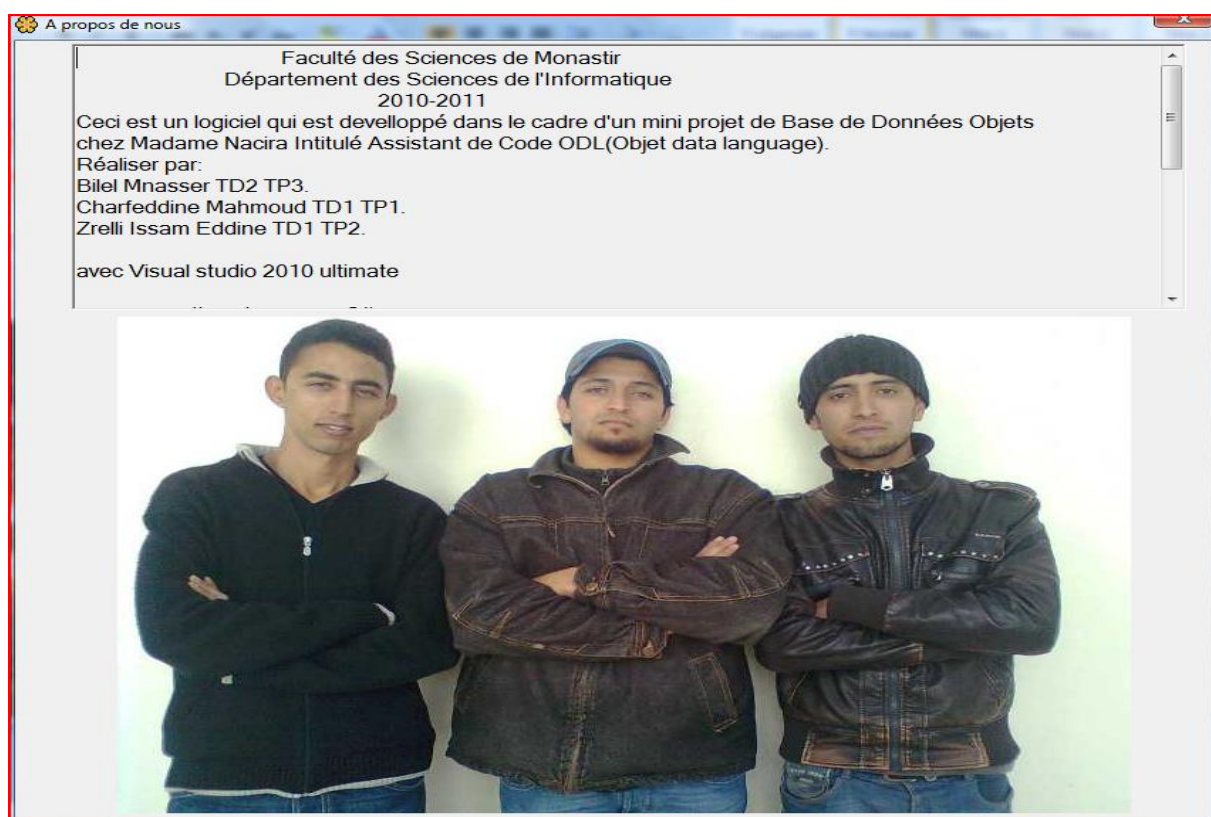 A propos de nous
Faculté des Sciences de Monastir
Département des Sciences de l'Informatique
2010-2011
Ceci est un logiciel qui est develloppé dans le cadre d'un mini projet de Base de Données Objets
chez Madame Nacira Intitulé Assistant de Code ODL(Objet data language).
Réaliser par:
Bilel Mnasser TD2 TP3.
Charfeddine Mahmoud TD1 TP1.
Zrelli Issam Eddine TD1 TP2.
avec Visual studio 2010 ultimate